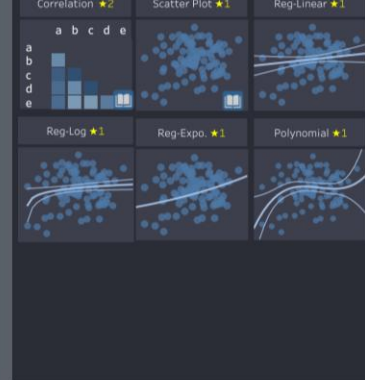 Correlation ★2
Scatter Plot ★1
Reg-Linear ★1
a b c d e
a
b
c
d
e
Reg-Log ★1
Reg-Expo. ★1
Polynomial ★1